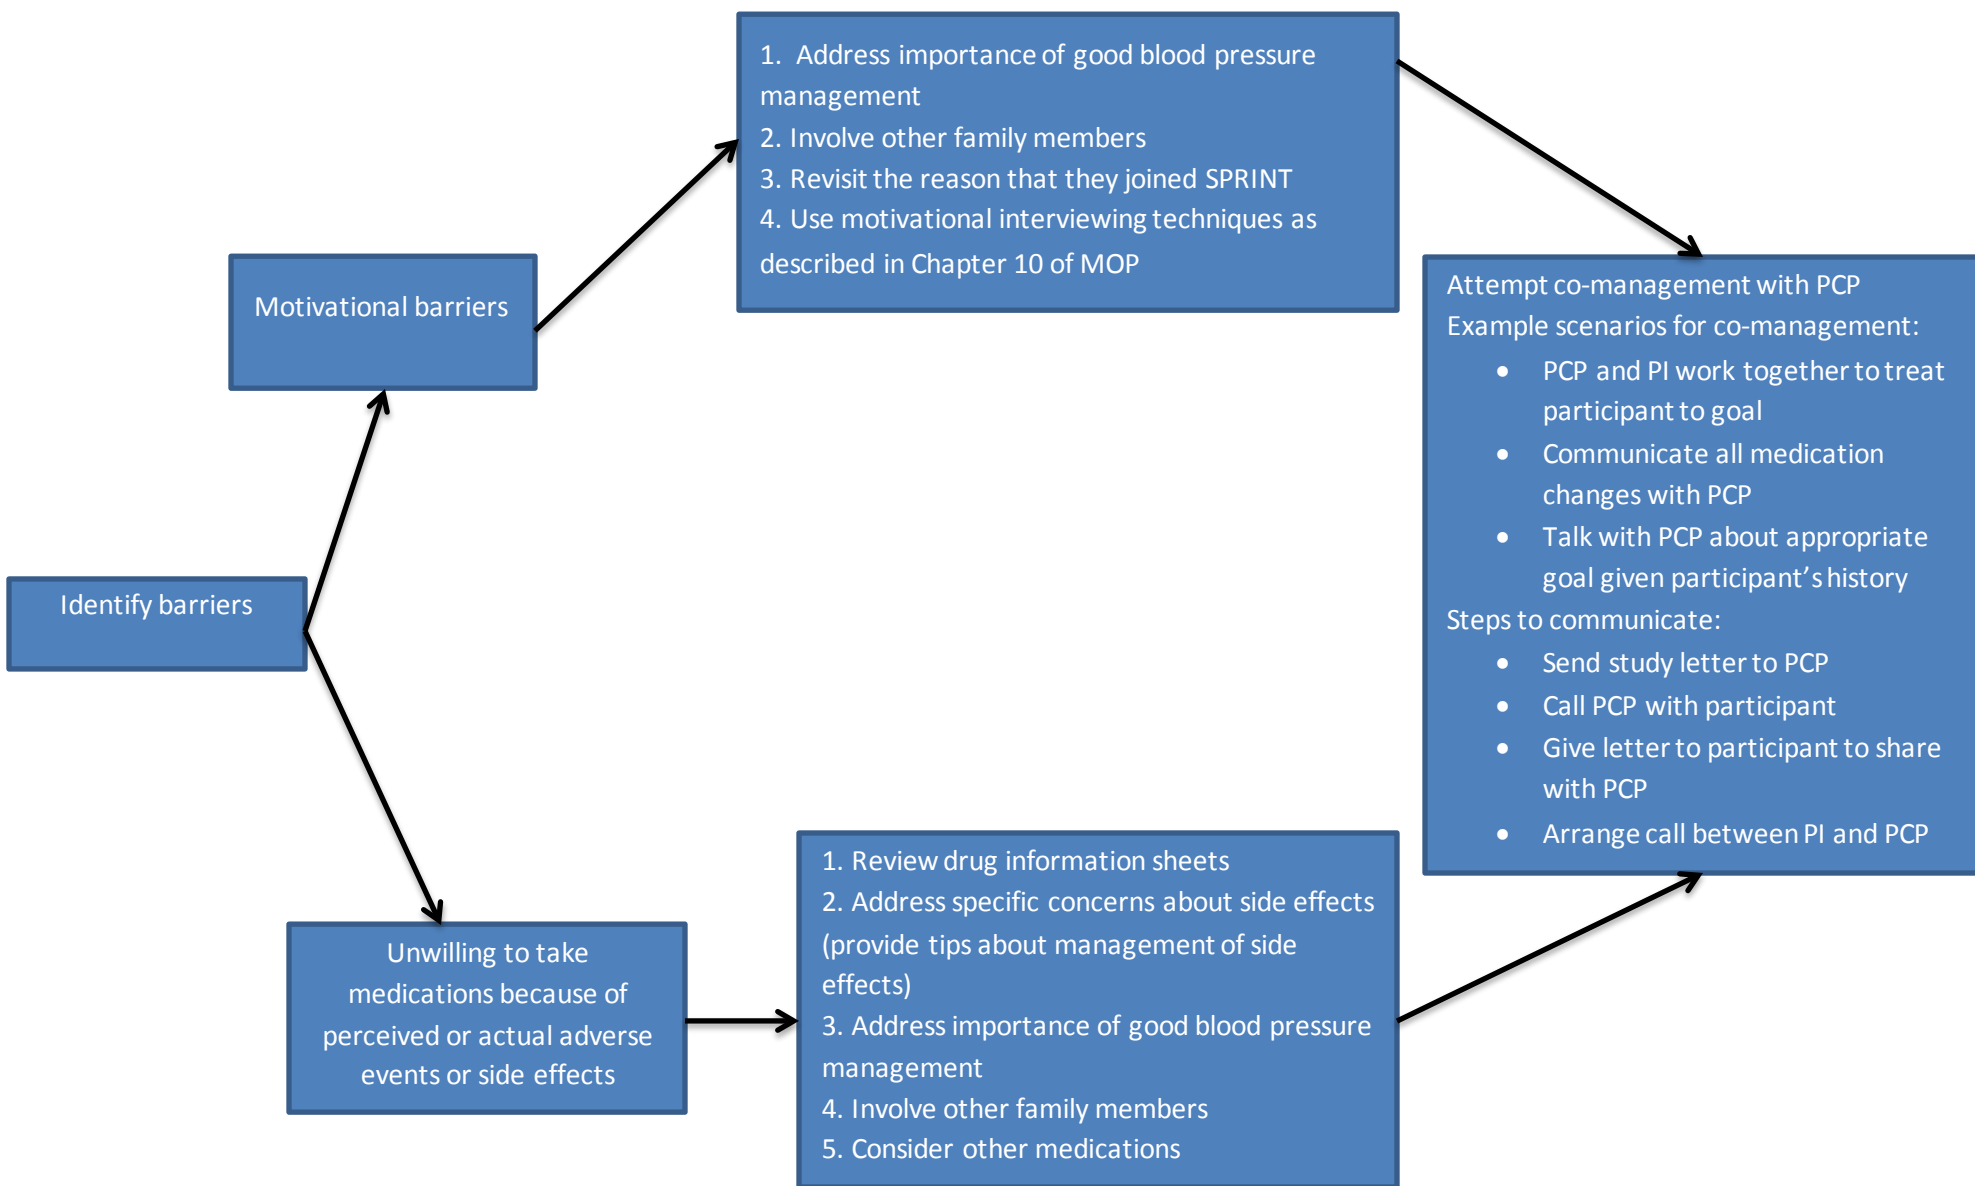 1. Address importance of good blood pressure
management
2. Involve other family members
3. Revisit the reason that they joined SPRINT
4. Use motivational interviewing techniques as
described in Chapter 10 of MOP
Motivational barriers
Identify barriers
Unwilling to take
medications because of
perceived or actual adverse
events or side effects
1. Review drug information sheets
2. Address specific concerns about side effects
(provide tips about management of side
effects)
3. Address importance of good blood pressure
management
4. Involve other family members
5. Consider other medications
Attempt co-management with PCP
Example scenarios for co-management:
• PCP and PI work together to treat
participant to goal
• Communicate all medication
changes with PCP
• Talk with PCP about appropriate
goal given participant’s history
Steps to communicate:
• Send study letter to PCP
• Call PCP with participant
• Give letter to participant to share
with PCP
• Arrange call between PI and PCP